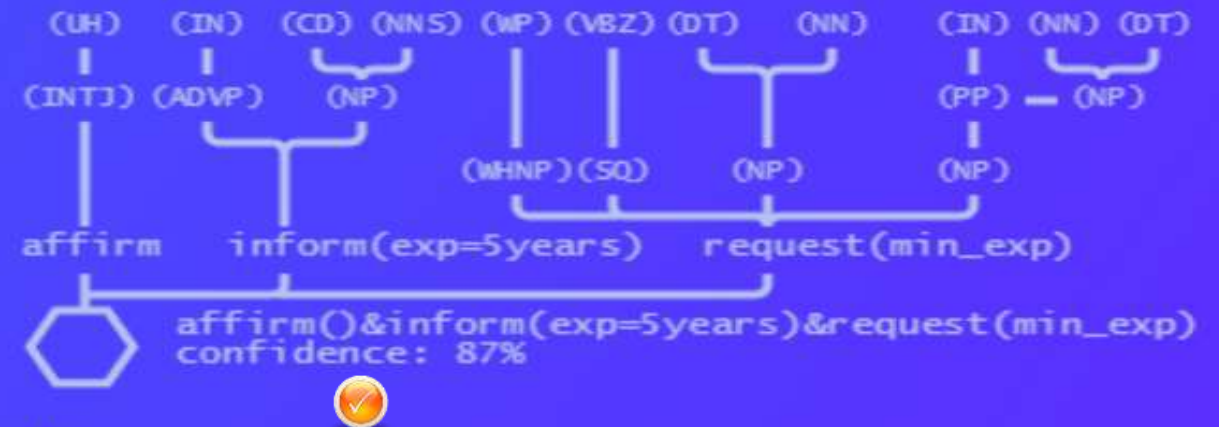 (UH) (IN) (CD) (NNS) (WP) (VBZ) (DT) (NN) (IN) (NN) (DT)
(INTJ) (ADVP) (NP) (PP) (NP)
(WHNP) (SQ) (NP) (NP)
affirm inform(exp=5years) request(min_exp)
affirm()&inform(exp=5years)&request(min_exp)
confidence: 87%